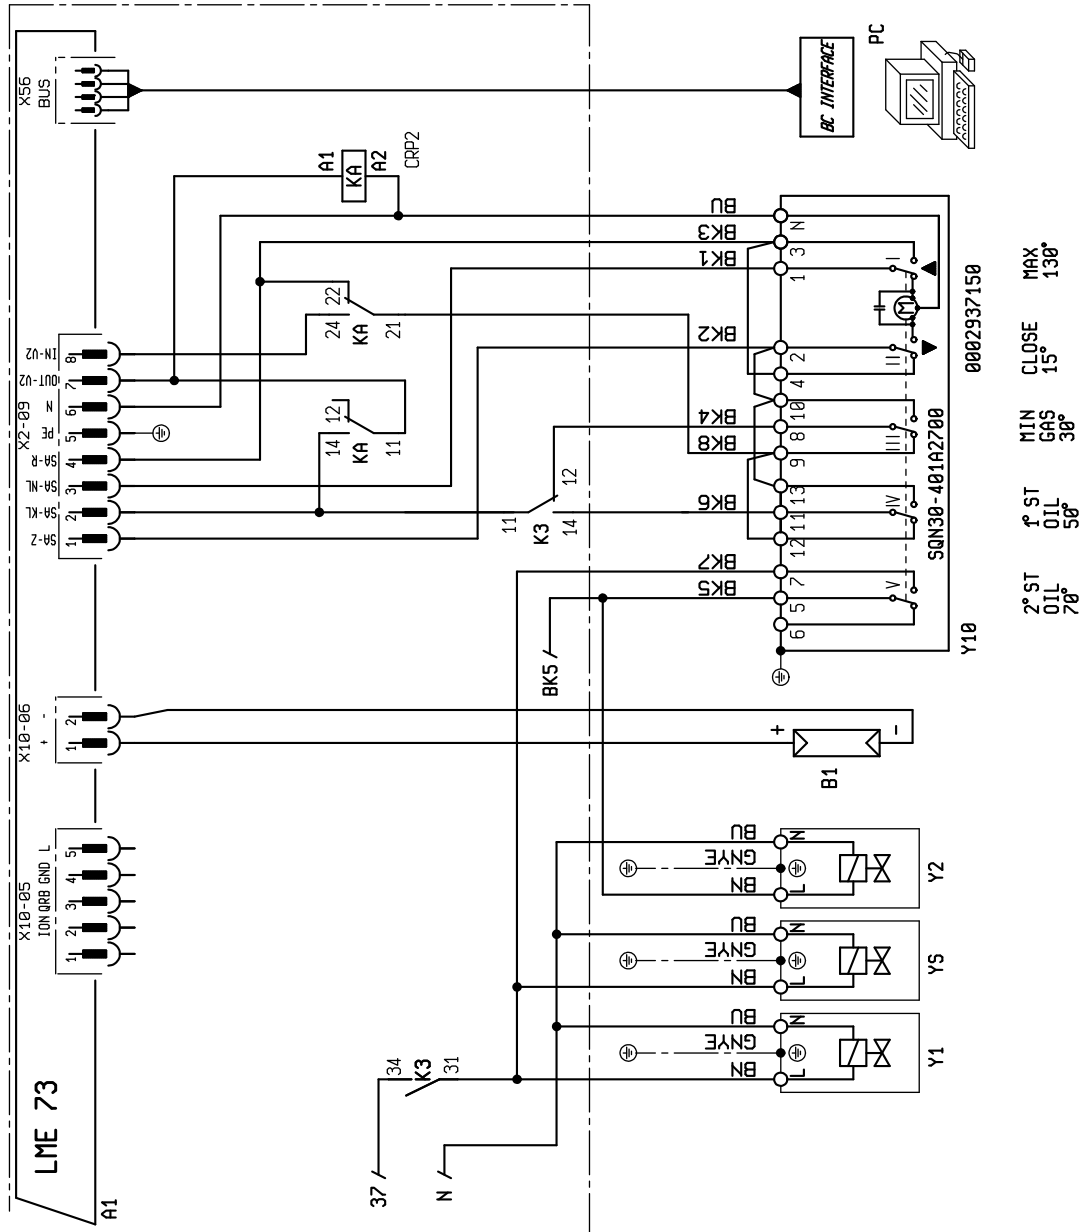 LME 73
A1
X10-05
ION QRB GND L
1 2 3 4 5
X10-06
+ -
1 2
X2-09
SA-Z SA-KL SA-NL SA-R PE N OUT-V2 IN-V2
1 2 3 4 5 6 7 8
X56
BUS
37
N
34
K3
31
A1
KA
A2
CRP2
22
24
21
KA
12
14
11
KA
11
K3
14
12
BK5
BC INTERFACE
PC
BN GNYE BU
L N
Y1
BN GNYE BU
L N
YS
BN GNYE BU
L N
Y2
+
-
B1
BK5 BK7 BK6 BK8 BK4 BK2 BK1 BK3 BU
6 5 7 12 11 13 9 8 10 4 2 1 3 N
V IV III II I
M
Y10
SQN30-401A2700
0002937150
2° ST
OIL
70°
1° ST
OIL
50°
MIN
GAS
30°
CLOSE
15°
MAX
130°